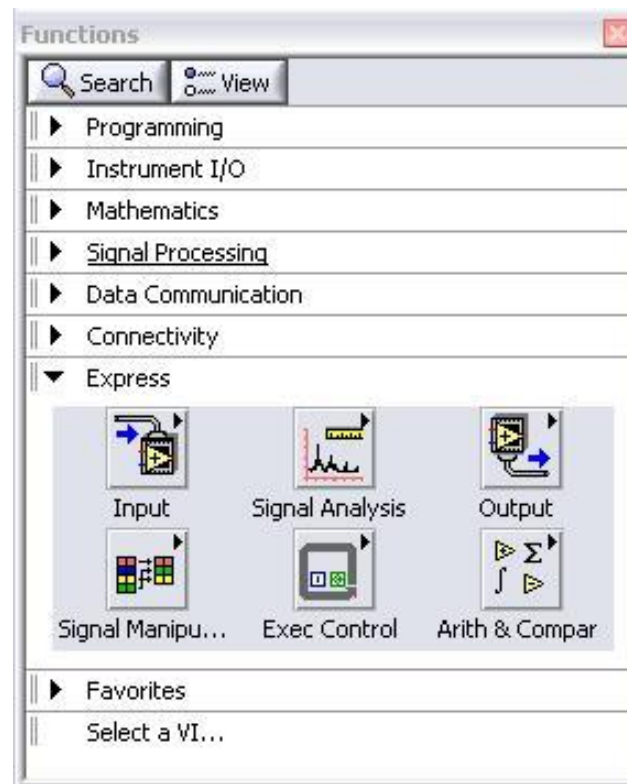 Functions
Search View
Programming
Instrument I/O
Mathematics
Signal Processing
Data Communication
Connectivity
Express
Input Signal Analysis Output
Signal Manipu... Exec Control Arith & Compar
Favorites
Select a VI...